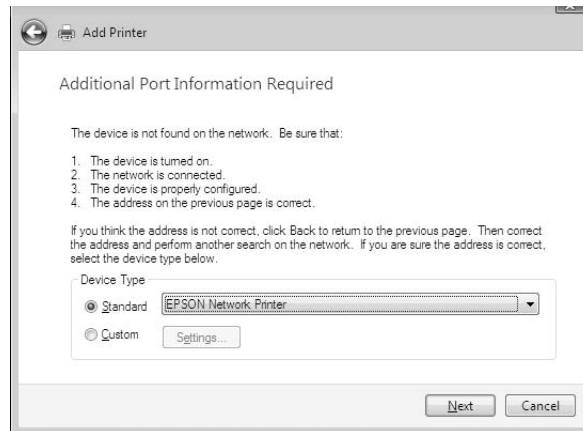 Add Printer
Additional Port Information Required
The device is not found on the network. Be sure that:
1. The device is turned on.
2. The network is connected.
3. The device is properly configured.
4. The address on the previous page is correct.
If you think the address is not correct, click Back to return to the previous page. Then correct
the address and perform another search on the network. If you are sure the address is correct,
select the device type below.
Device Type
Standard EPSON Network Printer
Custom Settings...
Next Cancel